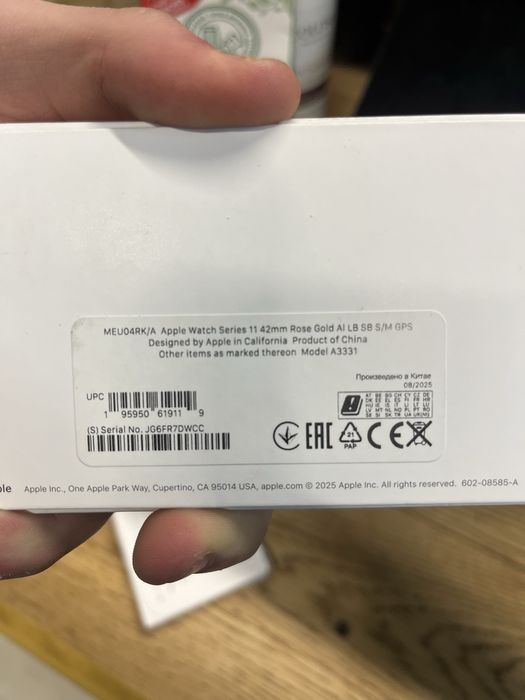 MEU04RK/A Apple Watch Series 11 42mm Rose Gold Al LB SB S/M GPS
Designed by Apple in California Product of China
Other items as marked thereon Model A3331
Произведено в Китае
08/2025
UPC
1 95950 61911 9
(S) Serial No. JG6FR7DWCC
EAC
21
PAP
CE
Apple Inc., One Apple Park Way, Cupertino, CA 95014 USA, apple.com © 2025 Apple Inc. All rights reserved. 602-08585-A